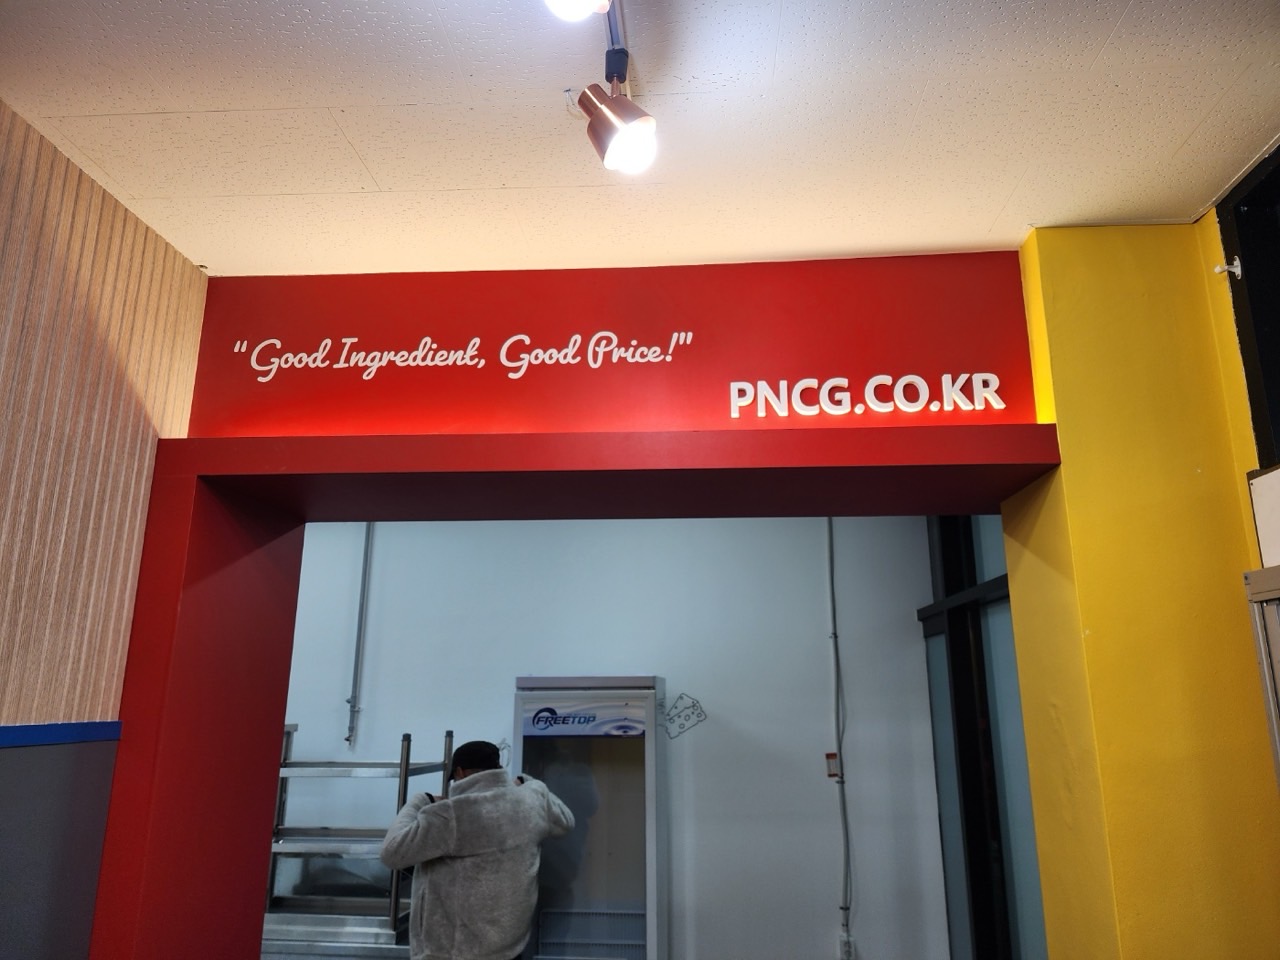 "Good Ingredient, Good Price!"
PNCG.CO.KR
FREETOP